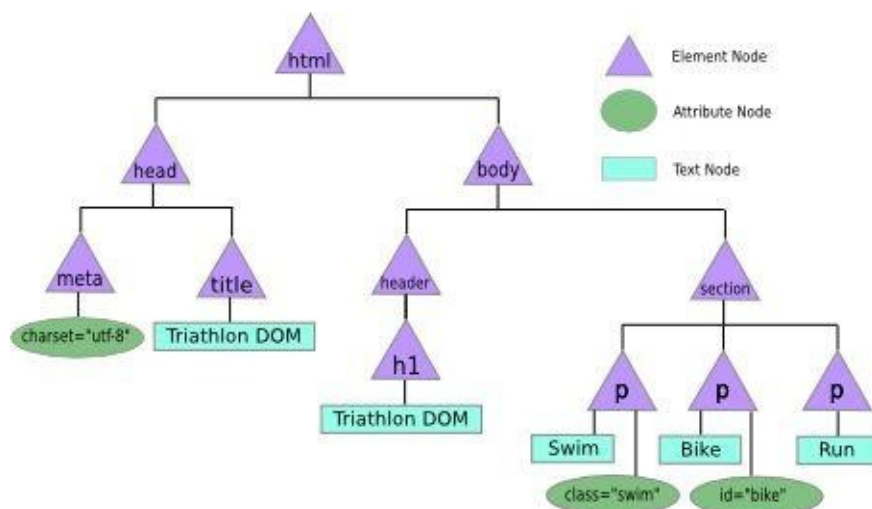 html
Element Node
Attribute Node
head
body
Text Node
meta
title
header
section
charset="utf-8"
Triathlon DOM
h1
p
p
p
Triathlon DOM
Swim
Bike
Run
class="swim"
id="bike"